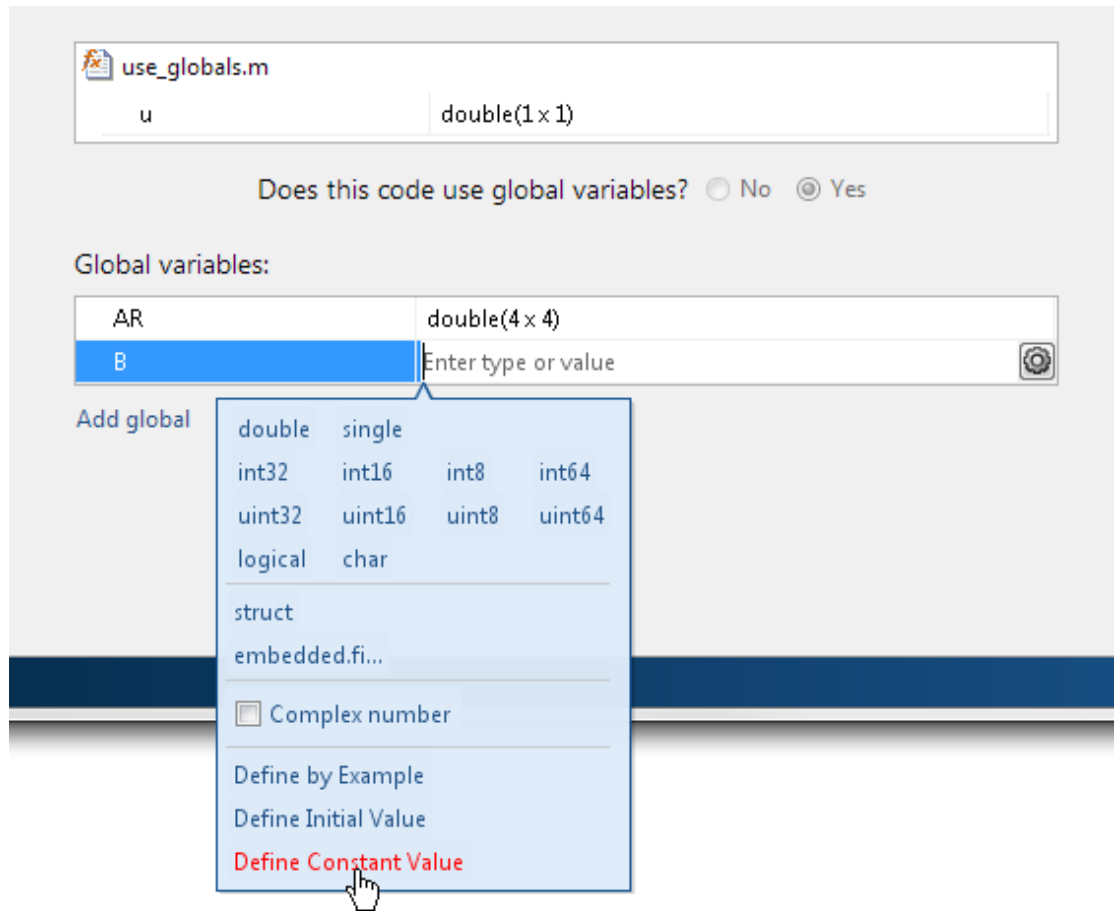 use_globals.m
u double(1 x 1)
Does this code use global variables? No Yes
Global variables:
AR double(4 x 4)
B Enter type or value
Add global
double single
int32 int16 int8 int64
uint32 uint16 uint8 uint64
logical char
struct
embedded.fi...
Complex number
Define by Example
Define Initial Value
Define Constant Value